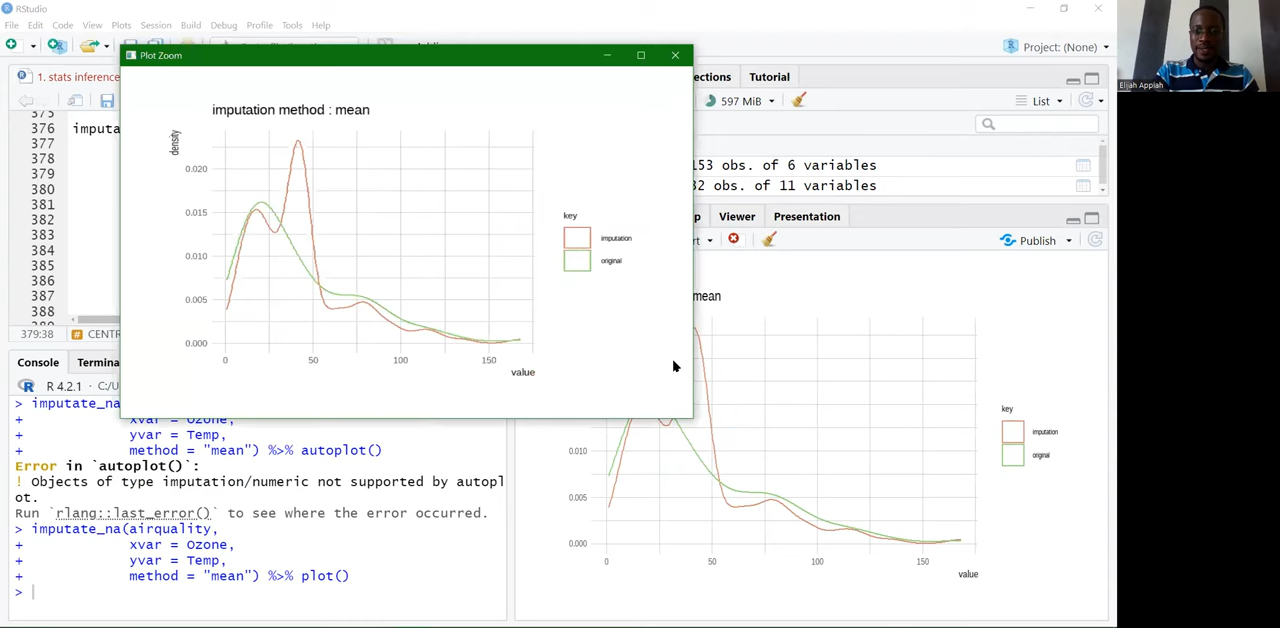 RStudio
File Edit Code View Plots Session Build Debug Profile Tools Help
Project: (None)
Plot Zoom
1. stats inference
ctions Tutorial
597 MiB
List
375
376 imputa
377
378
379
380
381
382
383
384
385
386
387
388
379:38 CENTR
153 obs. of 6 variables
32 obs. of 11 variables
p Viewer Presentation
rt Publish
imputation method : mean
density
0.020
0.015
0.010
0.005
0.000
0 50 100 150
value
key
imputation
original
mean
0.010
0.005
0.000
0 50 100 150
value
key
imputation
original
Console Termina
R 4.2.1 · C:/U
> imputate_na
+ xvar = Ozone,
+ yvar = Temp,
+ method = "mean") %>% autoplot()
Error in `autoplot()`:
! Objects of type imputation/numeric not supported by autopl
ot.
Run `rlang::last_error()` to see where the error occurred.
> imputate_na(airquality,
+ xvar = Ozone,
+ yvar = Temp,
+ method = "mean") %>% plot()
>
Elijah Appiah